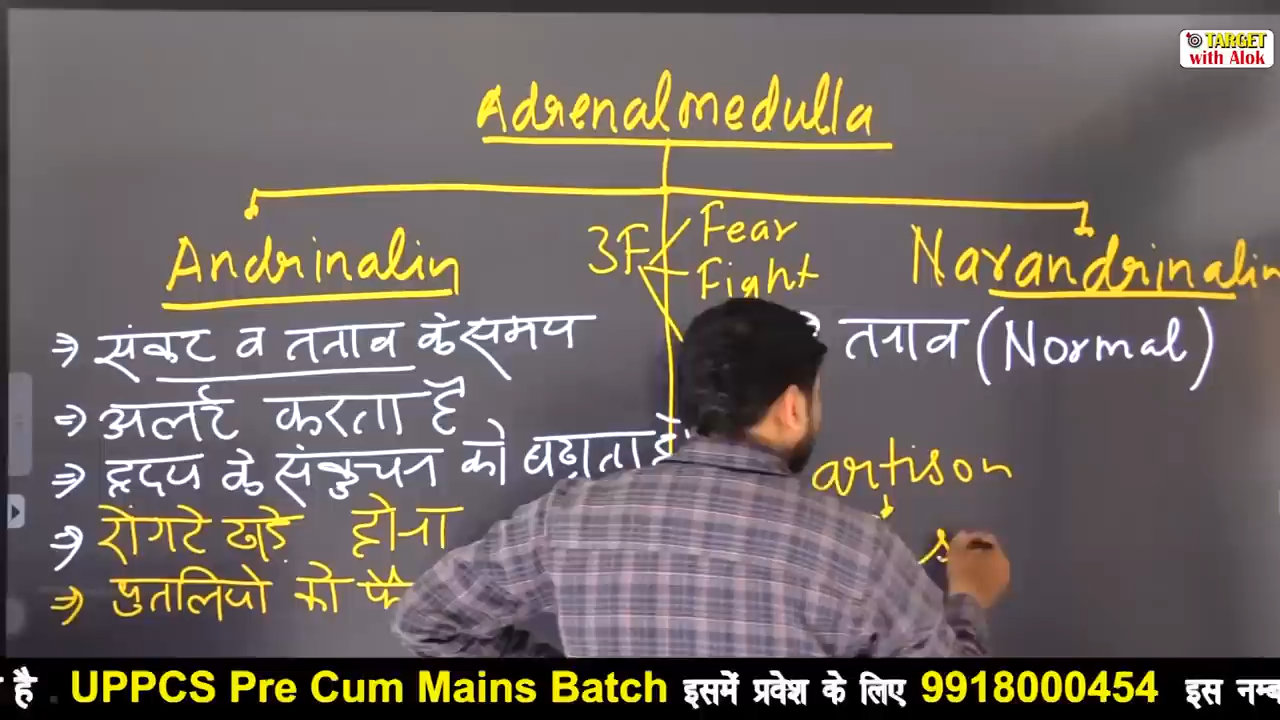 TARGET
with Alok
Adrenalmedulla
3F
Fear
Fight
Andrinalin
Narandrinalin
⇒ संकट व तनाव के समय
⇒ अलर्ट करता है
⇒ हृदय के संकुचन को बढ़ाता है
⇒ रोंगटे खड़े होना
⇒ पुतलियो को
तनाव (Normal)
artison
है . UPPCS Pre Cum Mains Batch इसमें प्रवेश के लिए 9918000454 इस